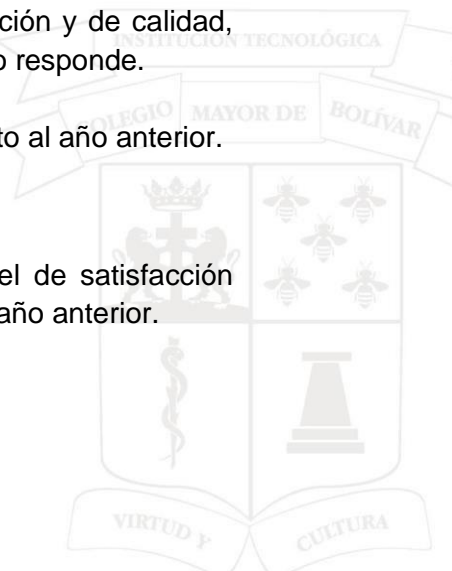 ción y de calidad,
INSTITUCIÓN TECNOLÓGICA
o responde.
COLEGIO MAYOR DE BOLÍVAR
to al año anterior.
el de satisfacción
año anterior.
VIRTUD Y CULTURA